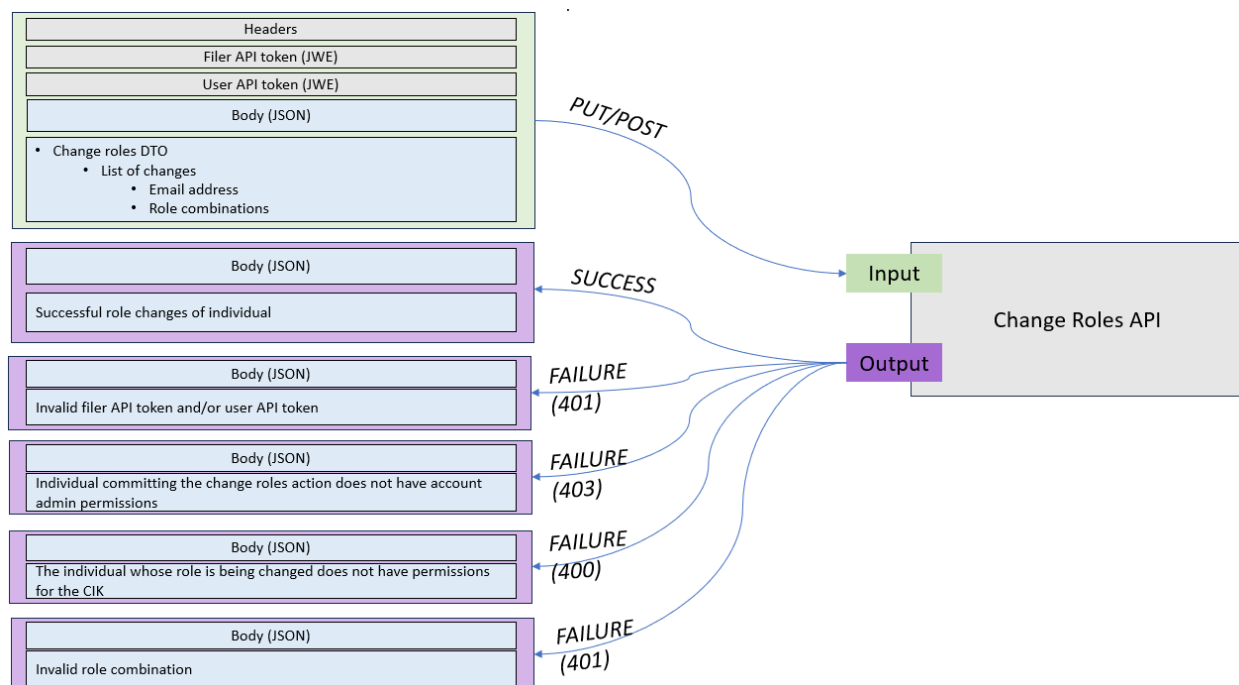 Headers
Filer API token (JWE)
User API token (JWE)
Body (JSON)
• Change roles DTO
• List of changes
• Email address
• Role combinations
PUT/POST
Body (JSON)
Successful role changes of individual
SUCCESS
Input
Change Roles API
Output
Body (JSON)
Invalid filer API token and/or user API token
FAILURE
(401)
Body (JSON)
Individual committing the change roles action does not have account
admin permissions
FAILURE
(403)
Body (JSON)
The individual whose role is being changed does not have permissions
for the CIK
FAILURE
(400)
Body (JSON)
Invalid role combination
FAILURE
(401)